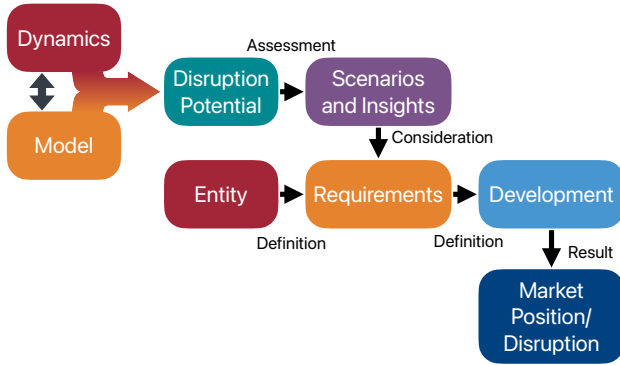 Dynamics
Model
Disruption
Potential
Assessment
Scenarios
and Insights
Consideration
Entity
Definition
Requirements
Definition
Development
Result
Market
Position/
Disruption